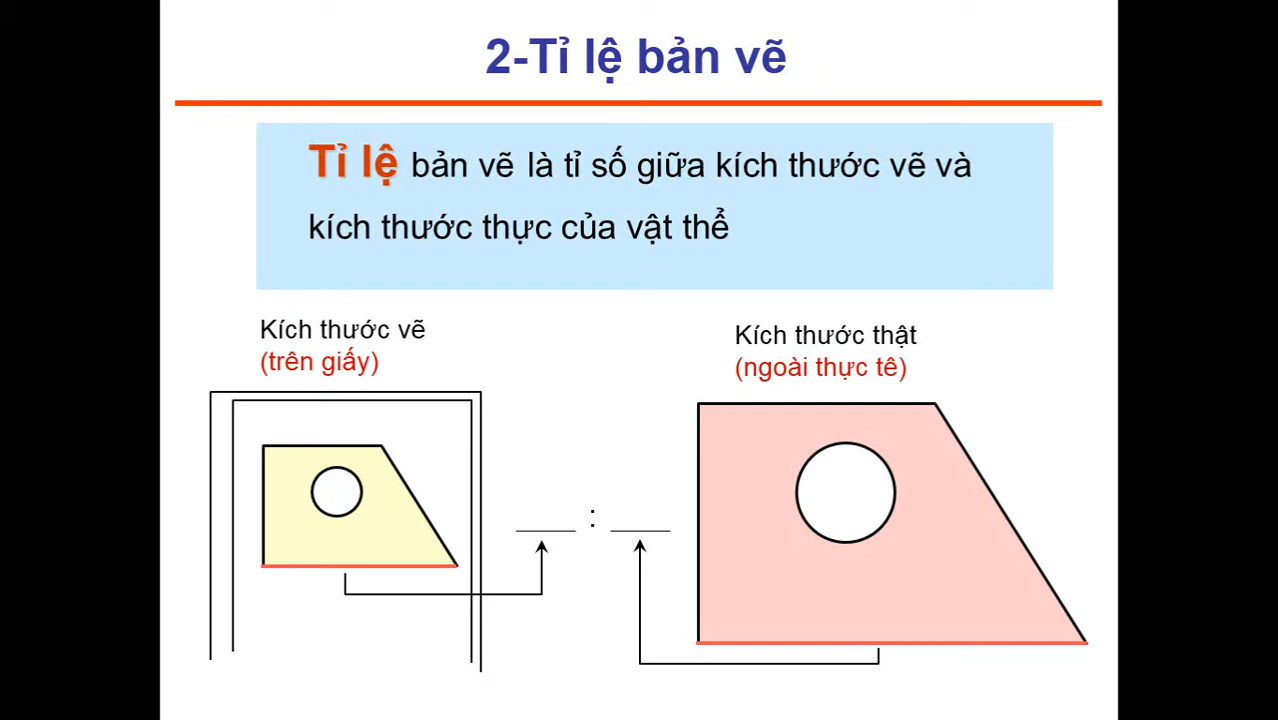 2-Tỉ lệ bản vẽ
Tỉ lệ bản vẽ là tỉ số giữa kích thước vẽ và
kích thước thực của vật thể
Kích thước vẽ
(trên giấy)
Kích thước thật
(ngoài thực tê)
: